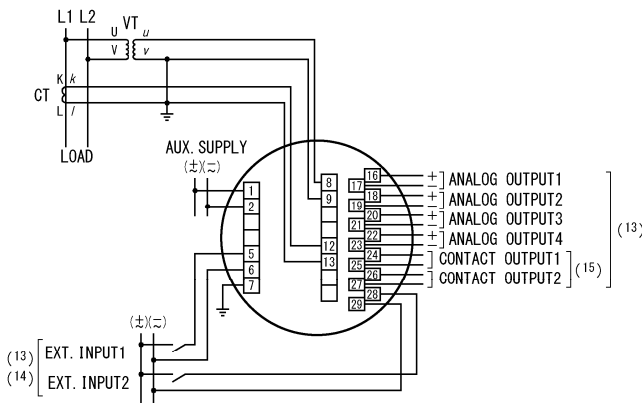 L1 L2 VT
U u
V v
K k
CT
L l
LOAD
AUX. SUPPLY
(±)(≂)
1
2
5
6
7
8
9
12
13
16
17
18
19
20
21
22
23
24
25
26
27
28
29
+ − ] ANALOG OUTPUT1
+ − ] ANALOG OUTPUT2
+ − ] ANALOG OUTPUT3
+ − ] ANALOG OUTPUT4
] CONTACT OUTPUT1
] CONTACT OUTPUT2
(13)
(15)
(±)(≂)
(13)
(14)
EXT. INPUT1
EXT. INPUT2